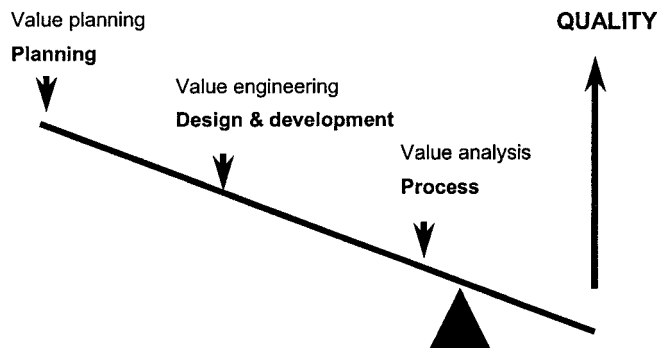 Value planning
Planning
QUALITY
Value engineering
Design & development
Value analysis
Process